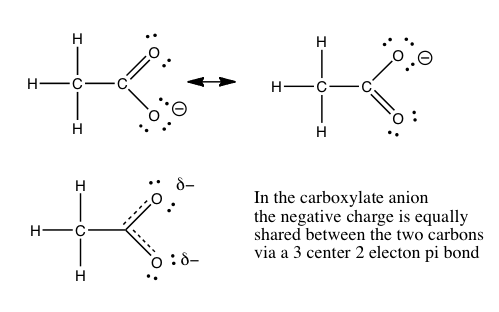 H
O
H
C
C
O
⊖
H
H
O
⊖
H
C
C
O
H
H
O
δ−
H
C
O
δ−
H
In the carboxylate anion
the negative charge is equally
shared between the two carbons
via a 3 center 2 electon pi bond